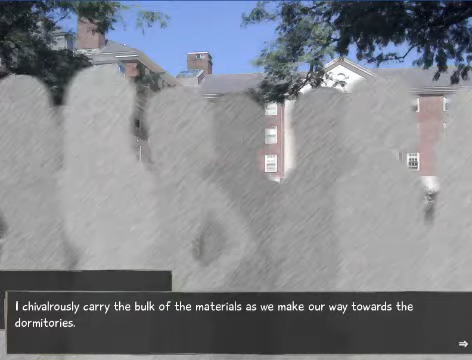 I chivalrously carry the bulk of the materials as we make our way towards the
dormitories.